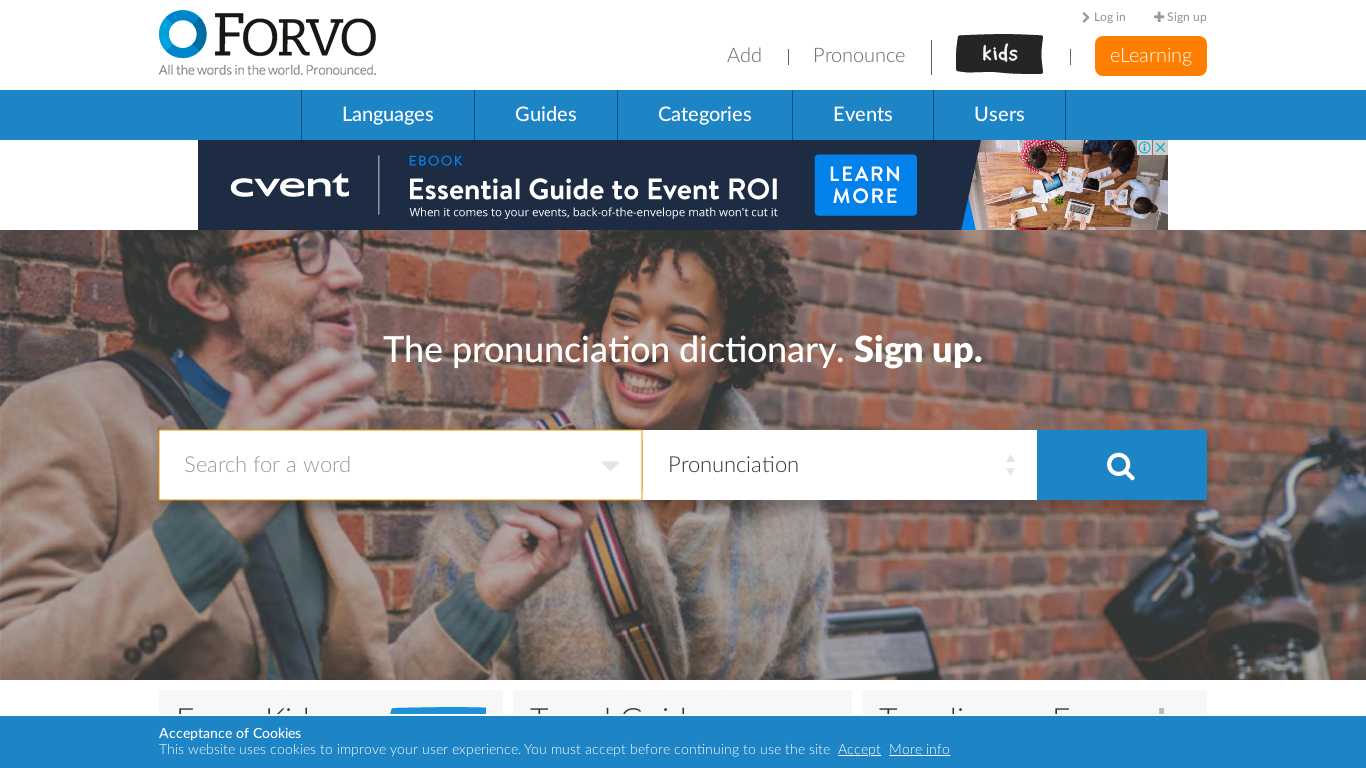 FORVO
All the words in the world. Pronounced.
Log in
Sign up
Add
Pronounce
kids
eLearning
Languages
Guides
Categories
Events
Users
cvent
EBOOK
Essential Guide to Event ROI
When it comes to your events, back-of-the-envelope math won't cut it
LEARN
MORE
The pronunciation dictionary. Sign up.
Search for a word
Pronunciation
Acceptance of Cookies
This website uses cookies to improve your user experience. You must accept before continuing to use the site Accept More info